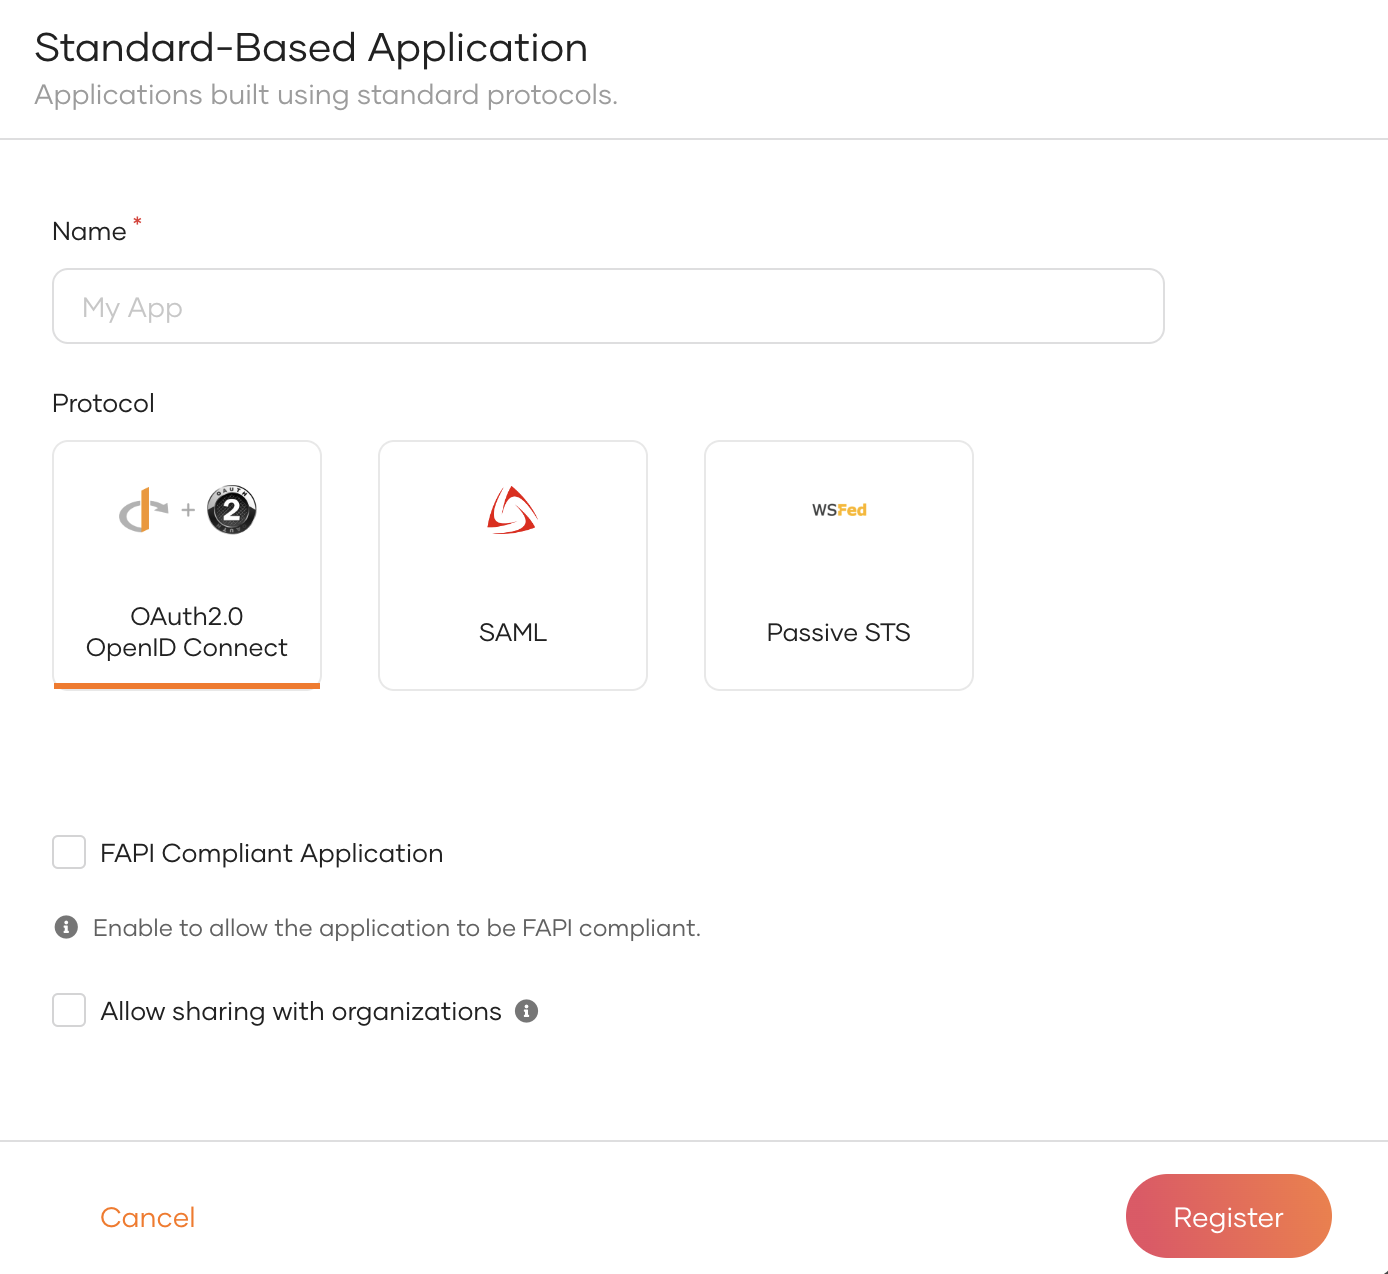 Standard-Based Application
Applications built using standard protocols.
Name *
My App
Protocol
+ OAUTH 2
WSFed
OAuth2.0
OpenID Connect
SAML
Passive STS
FAPI Compliant Application
Enable to allow the application to be FAPI compliant.
Allow sharing with organizations
Cancel
Register